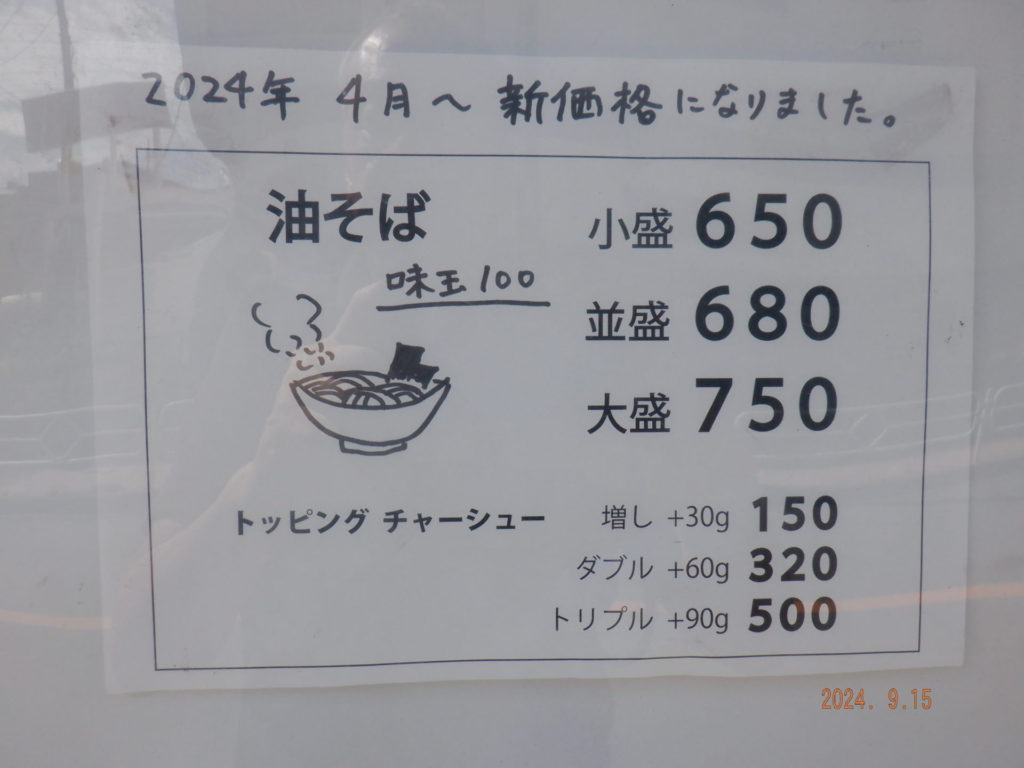 2024年 4月～ 新価格になりました。
油そば
味玉100
小盛 650
並盛 680
大盛 750
トッピング チャーシュー
増し +30g 150
ダブル +60g 320
トリプル +90g 500
2024. 9.15